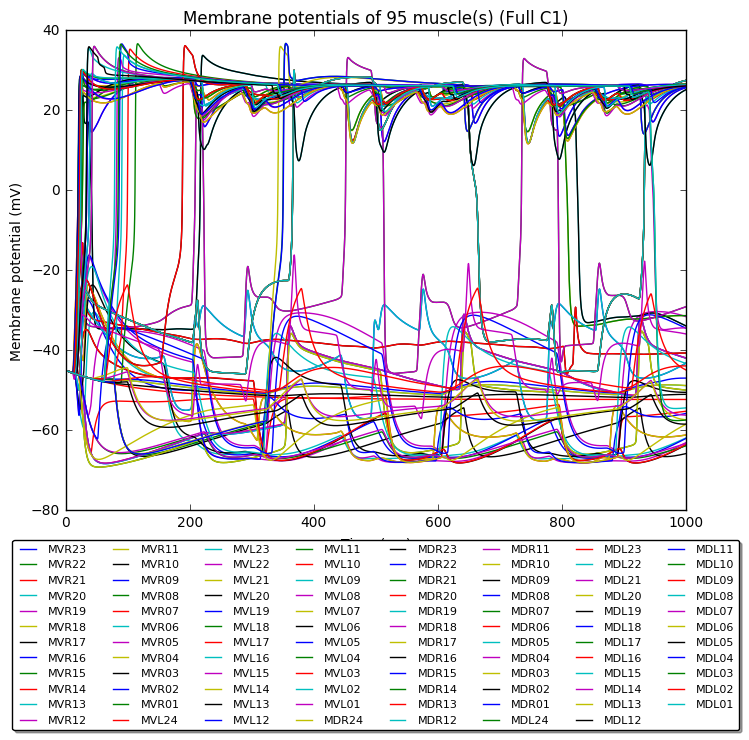 Membrane potentials of 95 muscle(s) (Full C1)
Membrane potential (mV)
40
20
0
−20
−40
−60
−80
0 200 400 600 800 1000
MVR23 MVR11 MVL23 MVL11 MDR23 MDR11 MDL23 MDL11
MVR22 MVR10 MVL22 MVL10 MDR22 MDR10 MDL22 MDL10
MVR21 MVR09 MVL21 MVL09 MDR21 MDR09 MDL21 MDL09
MVR20 MVR08 MVL20 MVL08 MDR20 MDR08 MDL20 MDL08
MVR19 MVR07 MVL19 MVL07 MDR19 MDR07 MDL19 MDL07
MVR18 MVR06 MVL18 MVL06 MDR18 MDR06 MDL18 MDL06
MVR17 MVR05 MVL17 MVL05 MDR17 MDR05 MDL17 MDL05
MVR16 MVR04 MVL16 MVL04 MDR16 MDR04 MDL16 MDL04
MVR15 MVR03 MVL15 MVL03 MDR15 MDR03 MDL15 MDL03
MVR14 MVR02 MVL14 MVL02 MDR14 MDR02 MDL14 MDL02
MVR13 MVR01 MVL13 MVL01 MDR13 MDR01 MDL13 MDL01
MVR12 MVL24 MVL12 MDR24 MDR12 MDL24 MDL12